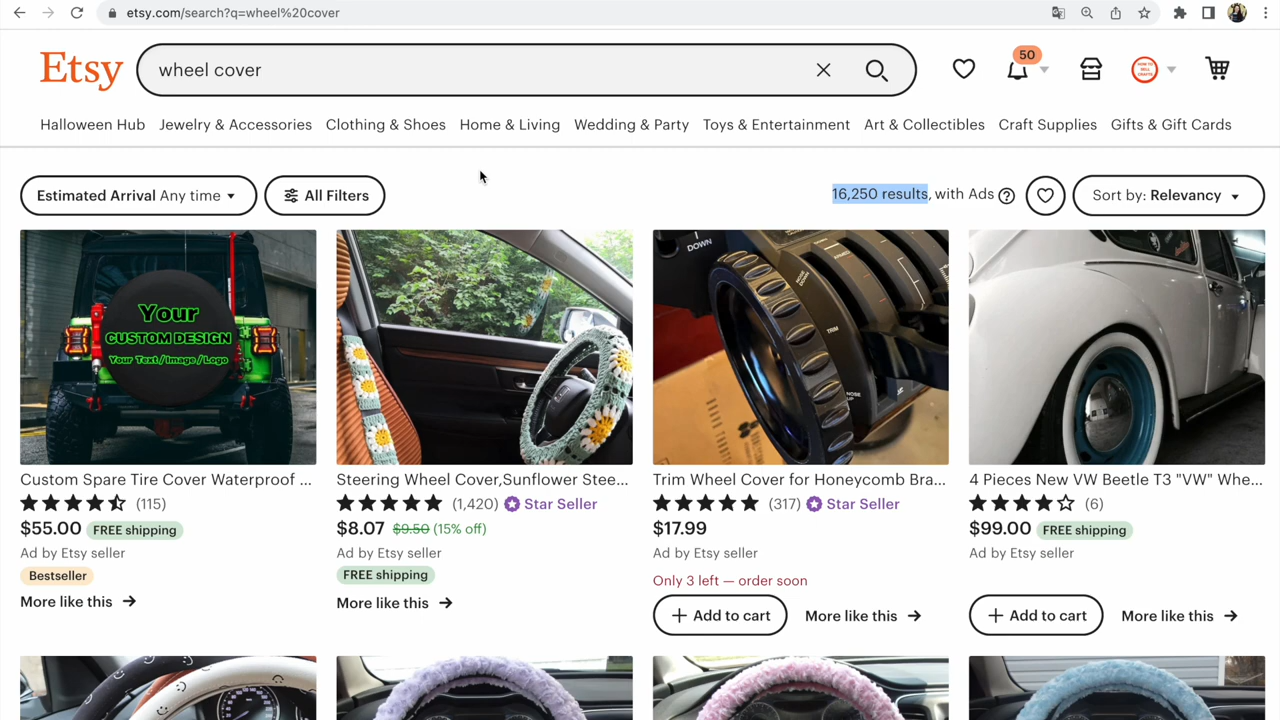 etsy.com/search?q=wheel%20cover
Etsy
wheel cover
50
Halloween Hub Jewelry & Accessories Clothing & Shoes Home & Living Wedding & Party Toys & Entertainment Art & Collectibles Craft Supplies Gifts & Gift Cards
Estimated Arrival Any time
All Filters
16,250 results, with Ads
Sort by: Relevancy
Your
CUSTOM DESIGN
Your Text / Image / Logo
DOWN
TRIM
NOSE UP
Custom Spare Tire Cover Waterproof ...
(115)
$55.00 FREE shipping
Ad by Etsy seller
Bestseller
More like this
Steering Wheel Cover,Sunflower Stee...
(1,420) Star Seller
$8.07 $9.50 (15% off)
Ad by Etsy seller
FREE shipping
More like this
Trim Wheel Cover for Honeycomb Bra...
(317) Star Seller
$17.99
Ad by Etsy seller
Only 3 left — order soon
Add to cart
More like this
4 Pieces New VW Beetle T3 "VW" Whe...
(6)
$99.00 FREE shipping
Ad by Etsy seller
Add to cart
More like this